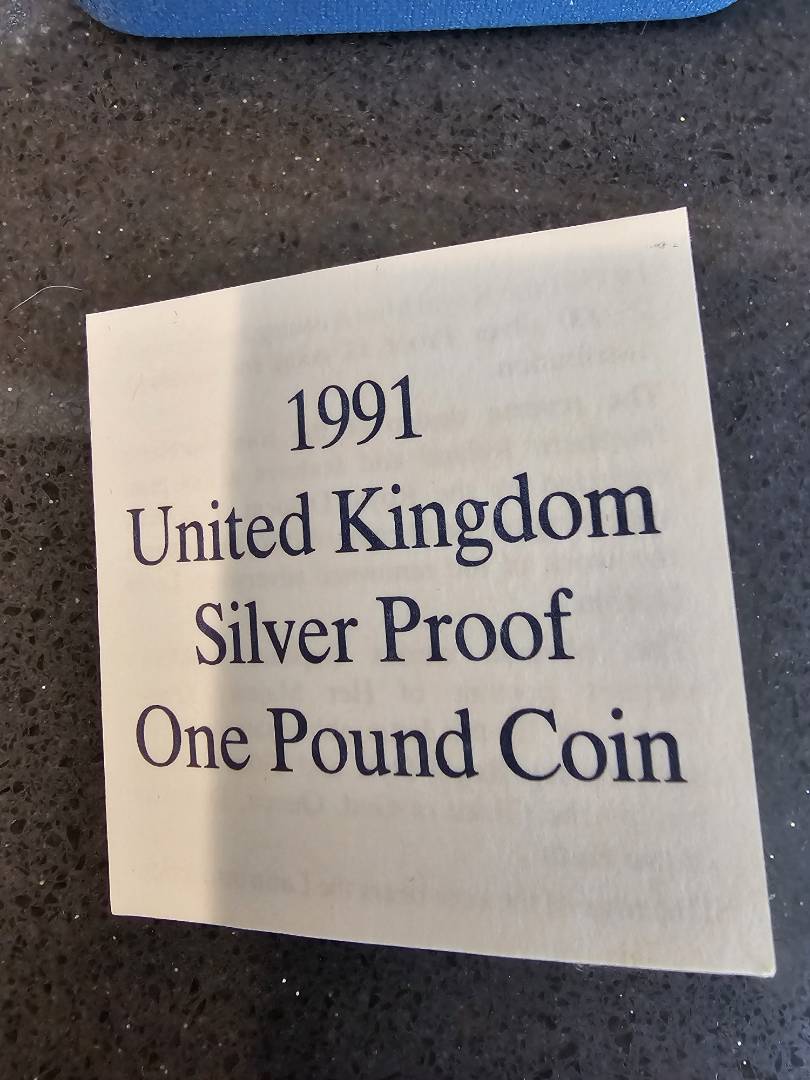 1991
United Kingdom
Silver Proof
One Pound Coin